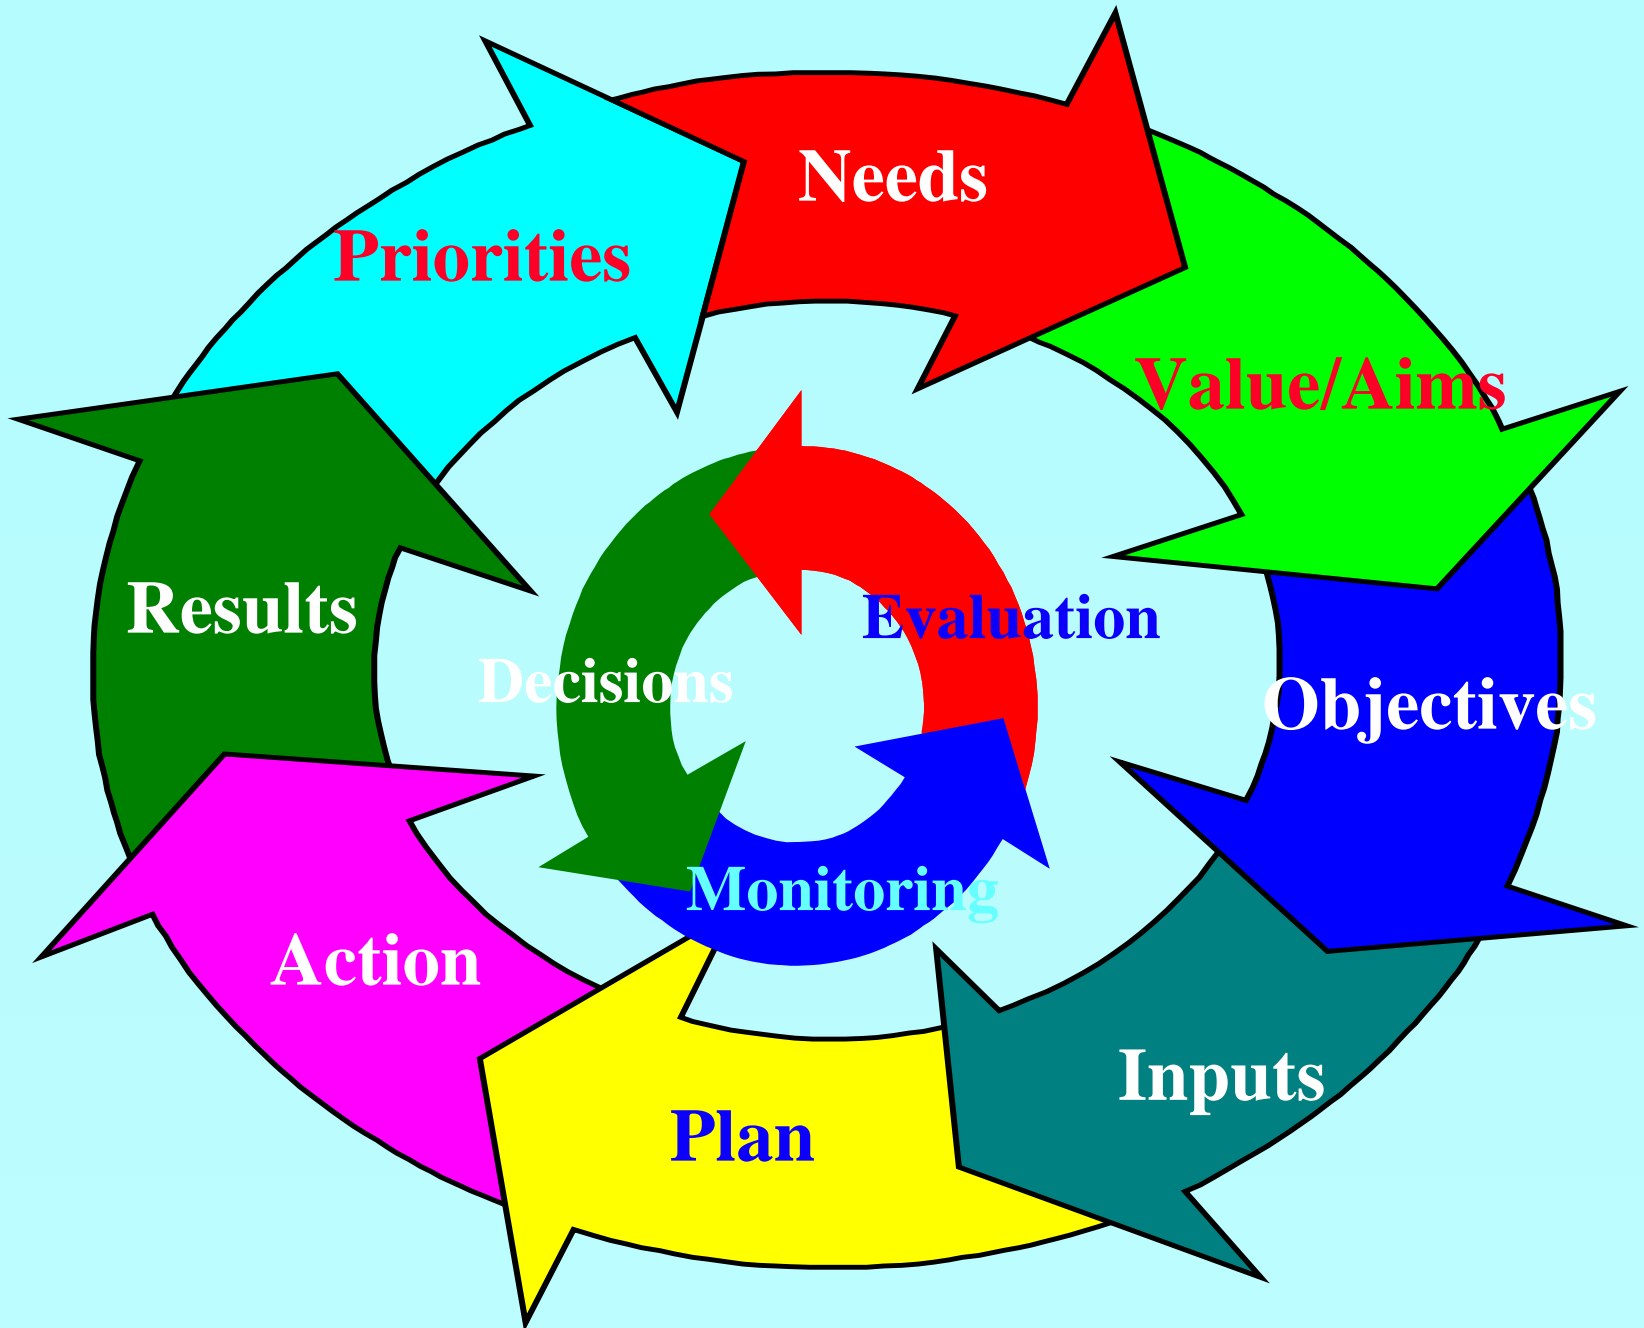 Needs
Priorities
Value/Aims
Results
Evaluation
Decisions
Objectives
Monitoring
Action
Inputs
Plan